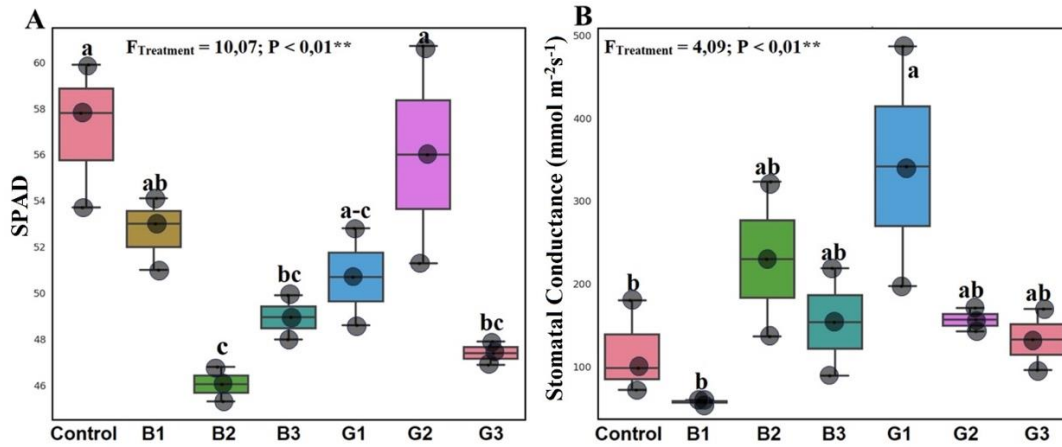 A
F_Treatment = 10,07; P < 0,01**
SPAD
60
58
56
54
52
50
48
46
a
ab
c
bc
a-c
a
bc
Control B1 B2 B3 G1 G2 G3
B
F_Treatment = 4,09; P < 0,01**
Stomatal Conductance (mmol m⁻²s⁻¹)
500
400
300
200
100
b
b
ab
ab
a
ab
ab
Control B1 B2 B3 G1 G2 G3